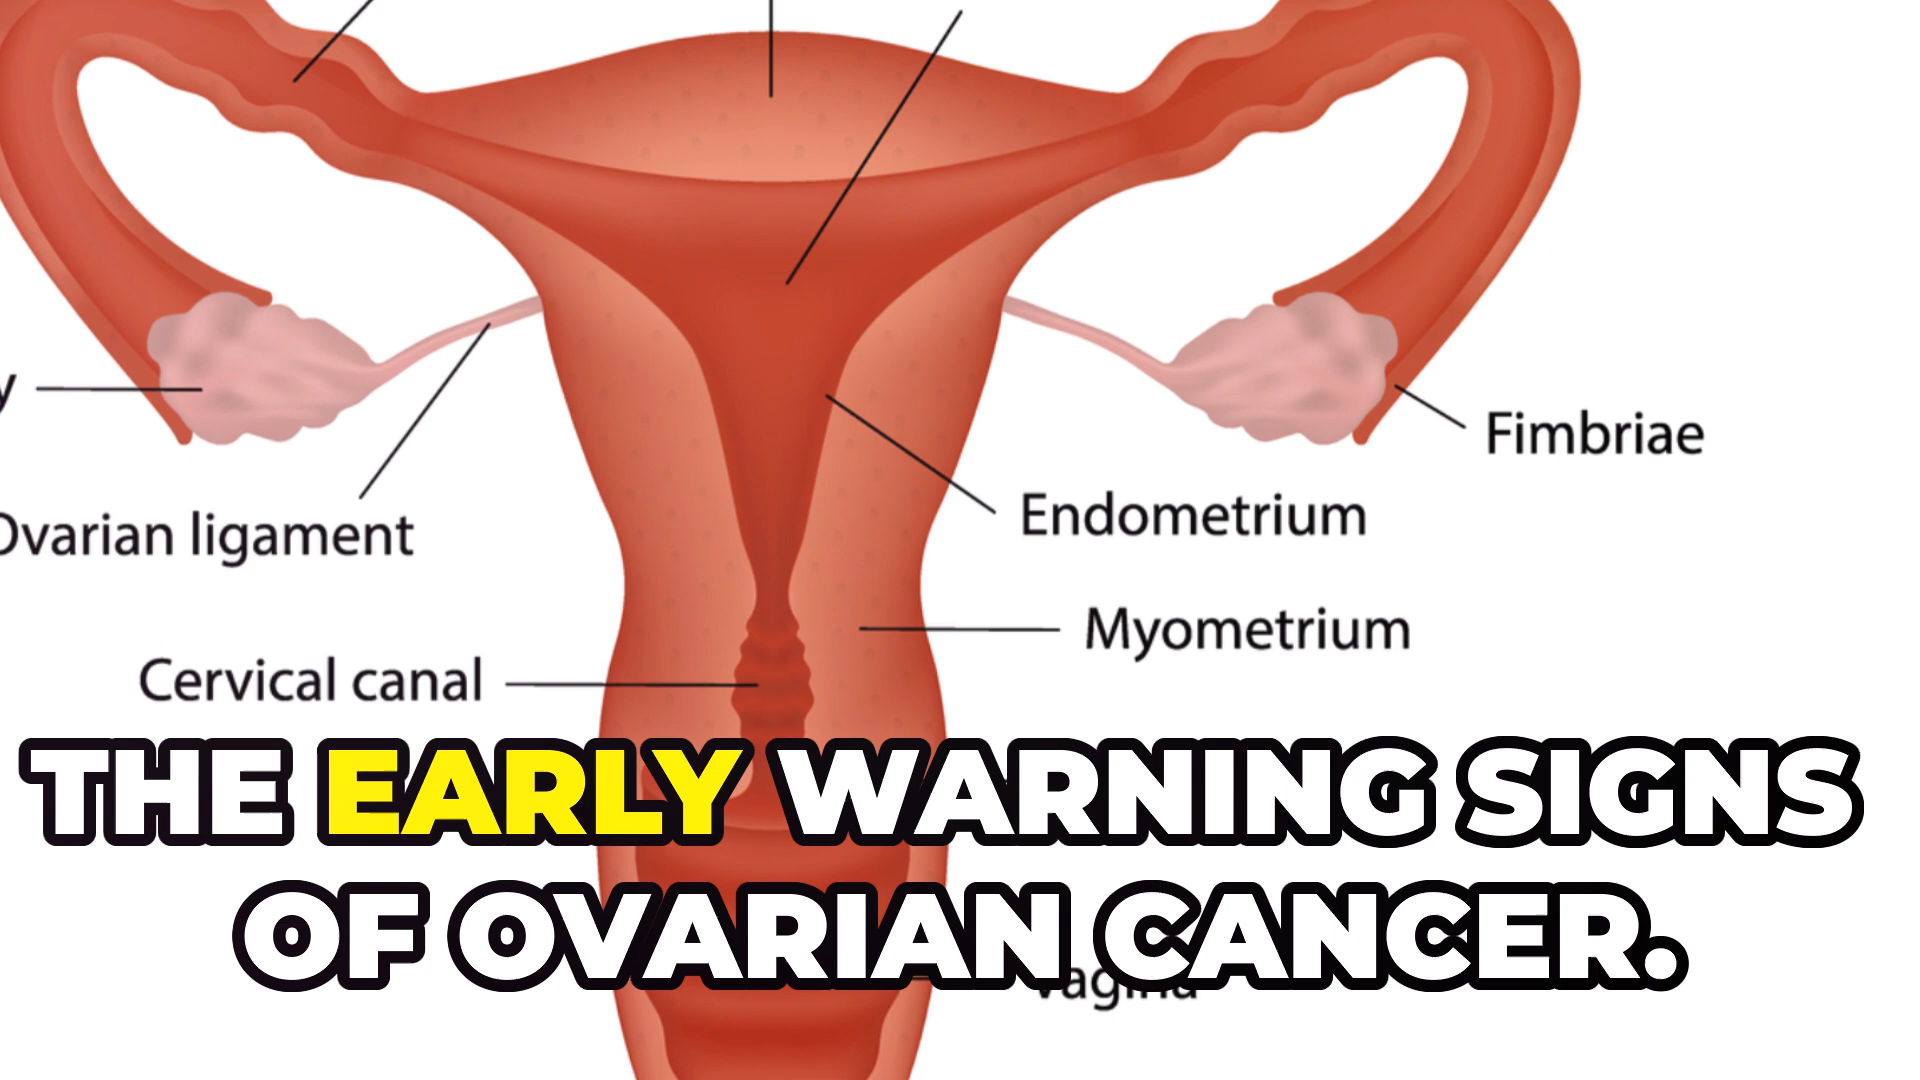 Fimbriae
Endometrium
Ovarian ligament
Myometrium
Cervical canal
THE EARLY WARNING SIGNS
OF OVARIAN CANCER.